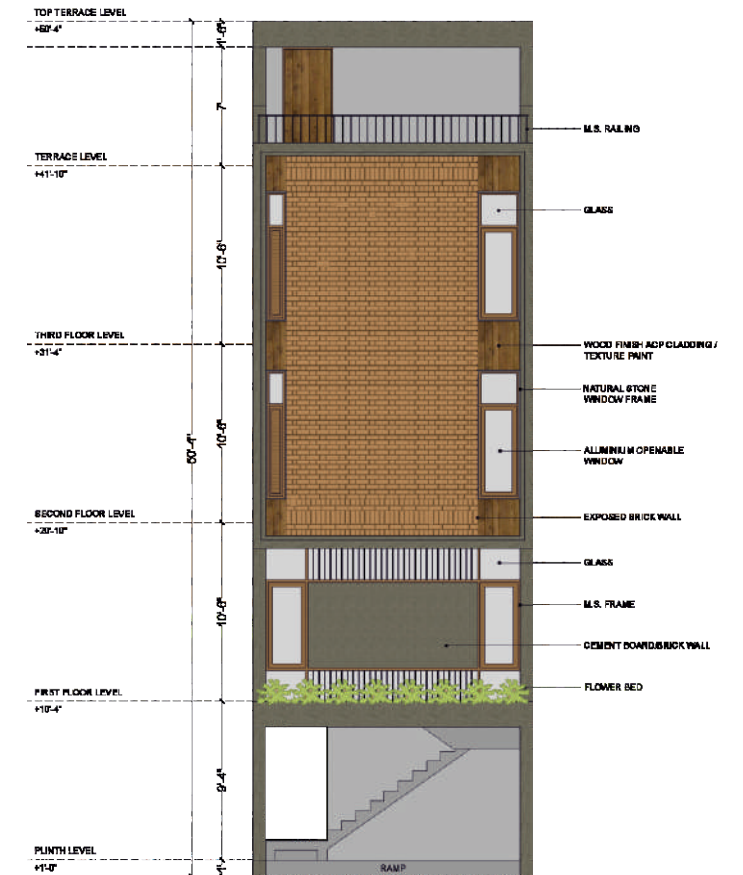 TOP TERRACE LEVEL
+50'-4"
1'-6"
7'
M.S. RAILING
TERRACE LEVEL
+41'-10"
GLASS
10'-6"
THIRD FLOOR LEVEL
+31'-4"
WOOD FINISH ACP CLADDING /
TEXTURE PAINT
NATURAL STONE
WINDOW FRAME
10'-6"
50'-4"
ALUMINIUM OPENABLE
WINDOW
SECOND FLOOR LEVEL
+20'-10"
EXPOSED BRICK WALL
GLASS
10'-6"
M.S. FRAME
CEMENT BOARD/BRICK WALL
FLOWER BED
FIRST FLOOR LEVEL
+10'-4"
9'-4"
PLINTH LEVEL
+1'-0"
1'
RAMP